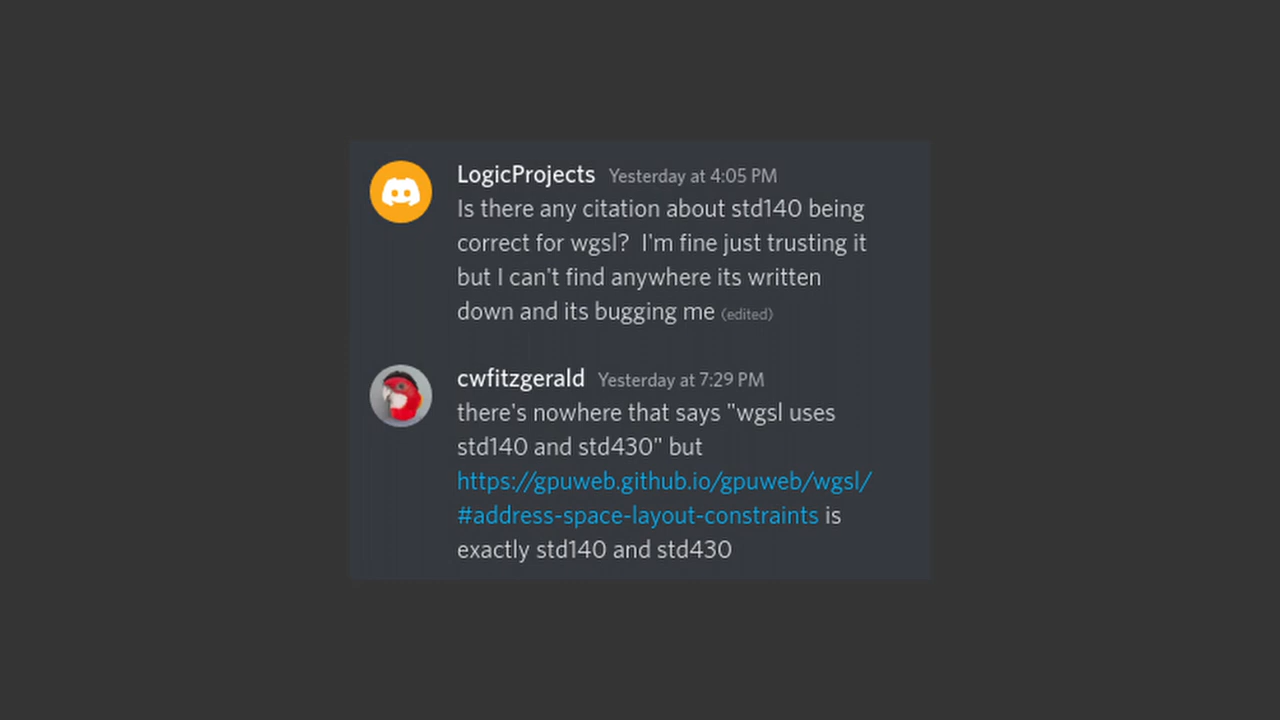 LogicProjects Yesterday at 4:05 PM
Is there any citation about std140 being
correct for wgsl?  I'm fine just trusting it
but I can't find anywhere its written
down and its bugging me (edited)
cwfitzgerald Yesterday at 7:29 PM
there's nowhere that says "wgsl uses
std140 and std430" but
https://gpuweb.github.io/gpuweb/wgsl/
#address-space-layout-constraints is
exactly std140 and std430